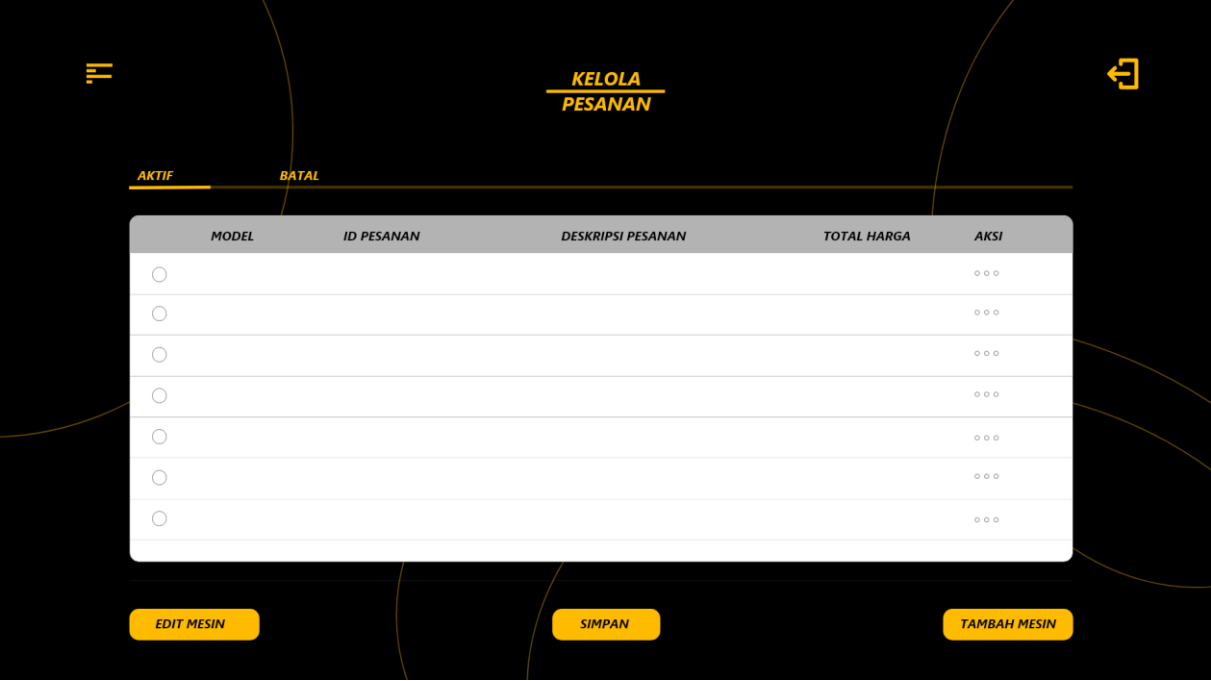 KELOLA
PESANAN
AKTIF BATAL
MODEL ID PESANAN DESKRIPSI PESANAN TOTAL HARGA AKSI
EDIT MESIN SIMPAN TAMBAH MESIN